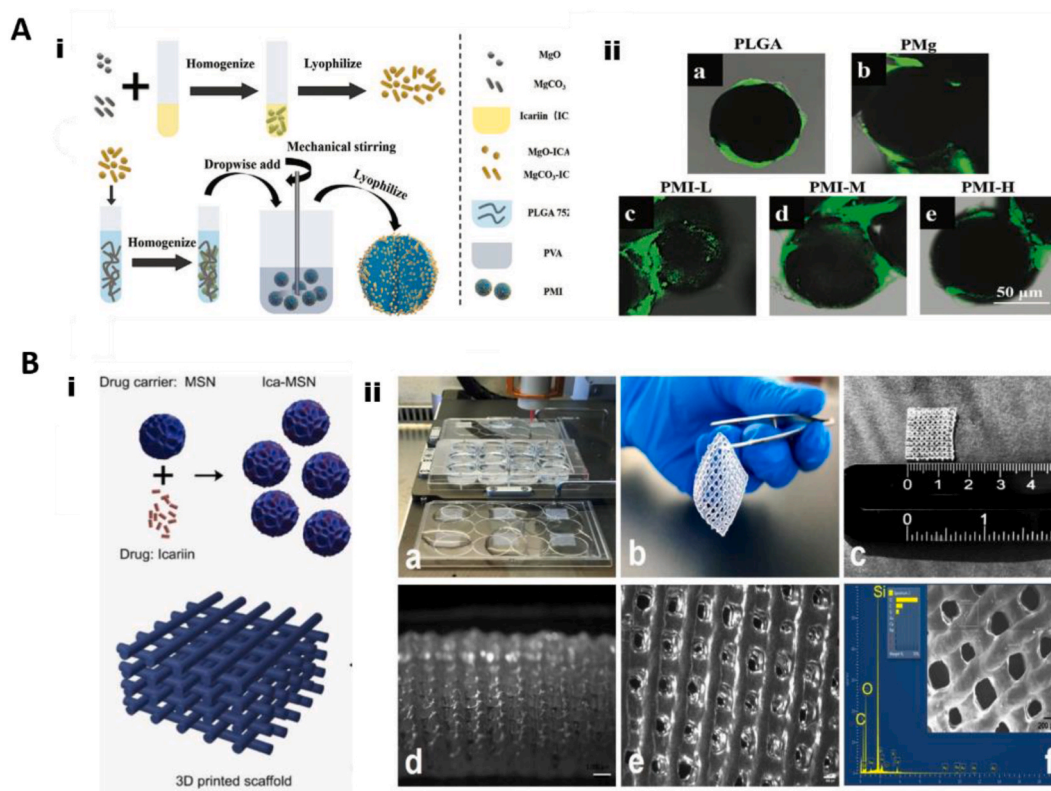 A
i
Homogenize
Lyophilize
Dropwise add
Mechanical stirring
Lyophilize
Homogenize
MgO
MgCO3
Icariin (IC
MgO-ICA
MgCO3-IC
PLGA 752
PVA
PMI
ii
PLGA
PMg
a
b
PMI-L
PMI-M
PMI-H
c
d
e
50 μm
B
i
Drug carrier: MSN
Ica-MSN
Drug: Icariin
3D printed scaffold
ii
a
b
c
0 1 2 3 4
0 1
d
e
Si
O
C
200
f